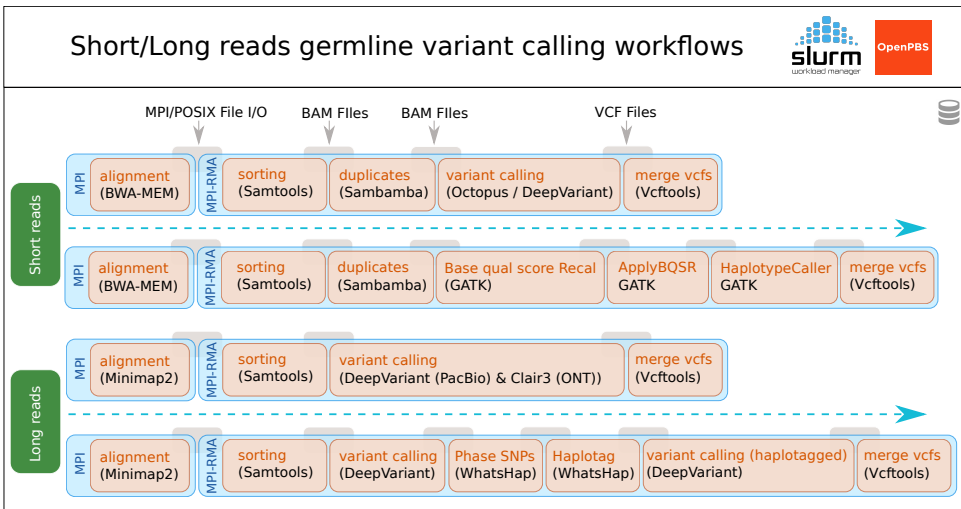 Short/Long reads germline variant calling workflows
slurm
workload manager
OpenPBS
MPI/POSIX File I/O
BAM FIles
BAM FIles
VCF Files
Short reads
MPI
alignment
(BWA-MEM)
MPI-RMA
sorting
(Samtools)
duplicates
(Sambamba)
variant calling
(Octopus / DeepVariant)
merge vcfs
(Vcftools)
MPI
alignment
(BWA-MEM)
MPI-RMA
sorting
(Samtools)
duplicates
(Sambamba)
Base qual score Recal
(GATK)
ApplyBQSR
GATK
HaplotypeCaller
GATK
merge vcfs
(Vcftools)
Long reads
MPI
alignment
(Minimap2)
MPI-RMA
sorting
(Samtools)
variant calling
(DeepVariant (PacBio) & Clair3 (ONT))
merge vcfs
(Vcftools)
MPI
alignment
(Minimap2)
MPI-RMA
sorting
(Samtools)
variant calling
(DeepVariant)
Phase SNPs
(WhatsHap)
Haplotag
(WhatsHap)
variant calling (haplotagged)
(DeepVariant)
merge vcfs
(Vcftools)